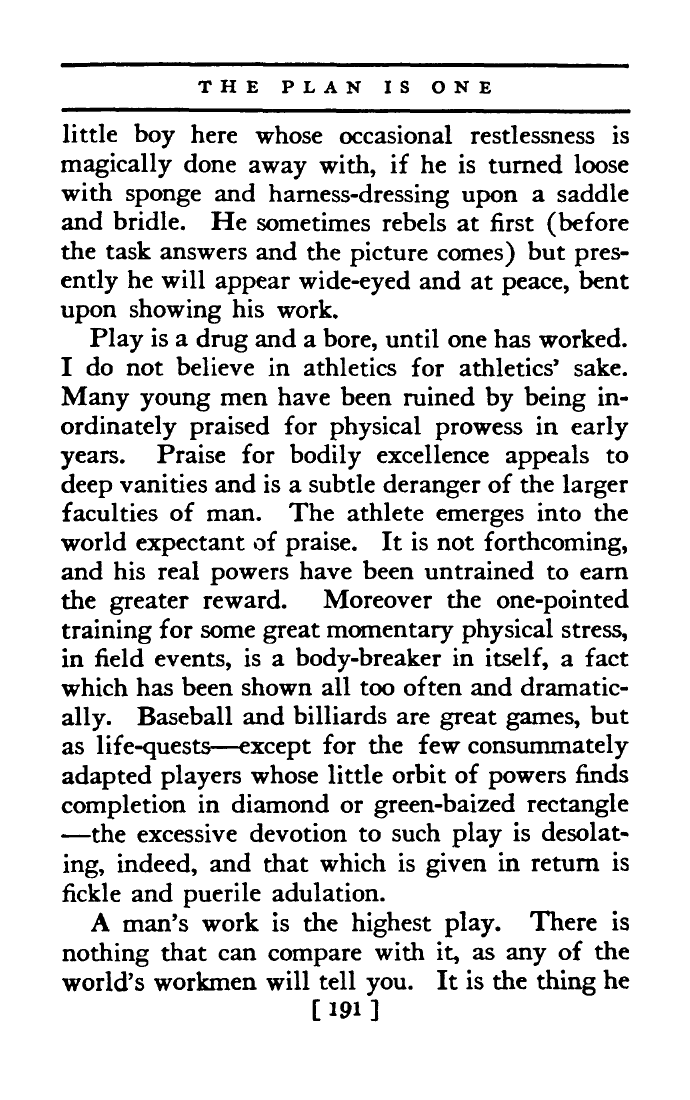 THE PLAN IS ONE
little boy here whose occasional restlessness is
magically done away with, if he is turned loose
with sponge and harness-dressing upon a saddle
and bridle. He sometimes rebels at first (before
the task answers and the picture comes) but pres-
ently he will appear wide-eyed and at peace, bent
upon showing his work.
Play is a drug and a bore, until one has worked.
I do not believe in athletics for athletics’ sake.
Many young men have been ruined by being in-
ordinately praised for physical prowess in early
years. Praise for bodily excellence appeals to
deep vanities and is a subtle deranger of the larger
faculties of man. The athlete emerges into the
world expectant of praise. It is not forthcoming,
and his real powers have been untrained to earn
the greater reward. Moreover the one-pointed
training for some great momentary physical stress,
in field events, is a body-breaker in itself, a fact
which has been shown all too often and dramatic-
ally. Baseball and billiards are great games, but
as life-quests—except for the few consummately
adapted players whose little orbit of powers finds
completion in diamond or green-baized rectangle
—the excessive devotion to such play is desolat-
ing, indeed, and that which is given in return is
fickle and puerile adulation.
A man’s work is the highest play. There is
nothing that can compare with it, as any of the
world’s workmen will tell you. It is the thing he
[ 191 ]